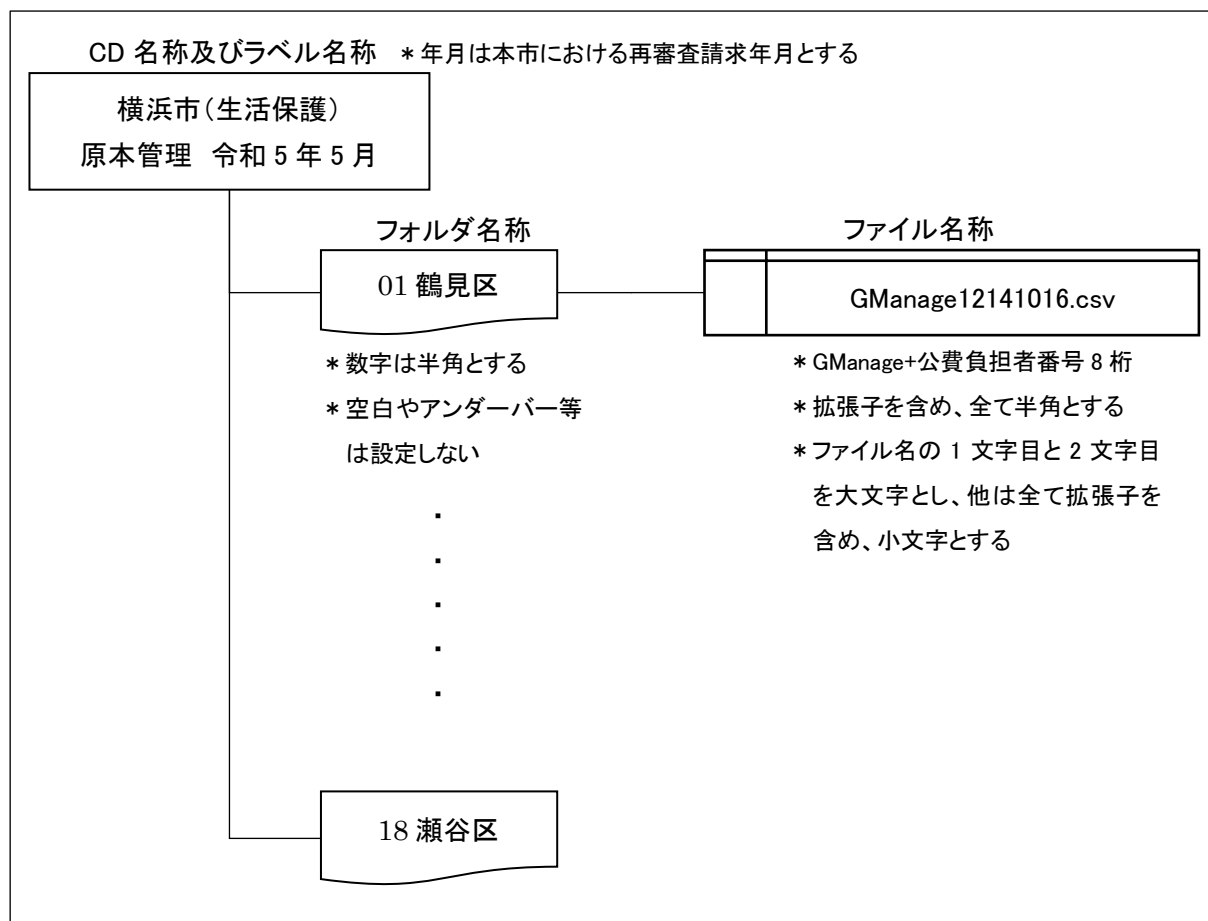 CD 名称及びラベル名称 *年月は本市における再審査請求年月とする
横浜市(生活保護)
原本管理 令和 5 年 5 月
フォルダ名称
01 鶴見区
*数字は半角とする
*空白やアンダーバー等
は設定しない
・
・
・
・
・
18 瀬谷区
ファイル名称
GManage12141016.csv
*GManage+公費負担者番号 8 桁
*拡張子を含め、全て半角とする
*ファイル名の 1 文字目と 2 文字目
を大文字とし、他は全て拡張子を
含め、小文字とする